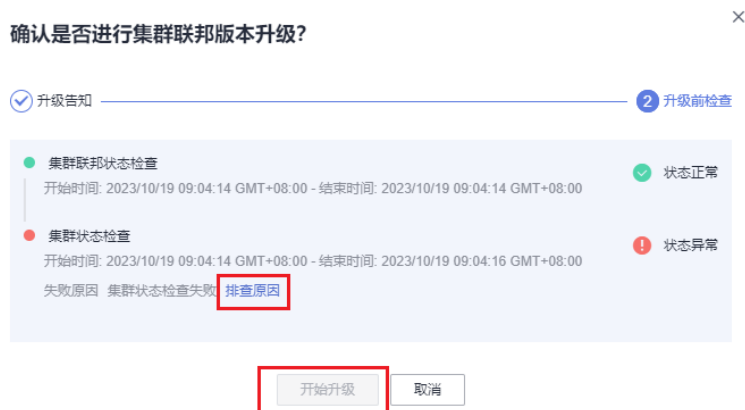 确认是否进行集群联邦版本升级?
升级告知
2 升级前检查
集群联邦状态检查
状态正常
开始时间: 2023/10/19 09:04:14 GMT+08:00 - 结束时间: 2023/10/19 09:04:14 GMT+08:00
集群状态检查
状态异常
开始时间: 2023/10/19 09:04:14 GMT+08:00 - 结束时间: 2023/10/19 09:04:16 GMT+08:00
失败原因 集群状态检查失败 排查原因
开始升级
取消